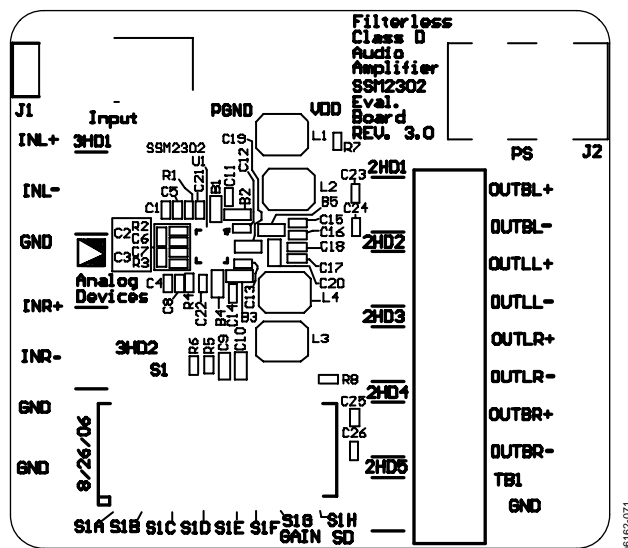 Filterless
Class D
Audio
Amplifier
SSM2302
Eval.
Board
REV. 3.0
J1
Input
PGND
VDD
PS
J2
INL+
3HD1
SSM2302
U1
C19
C12
L1
R7
2HD1
INL-
R1
C5
C21
B1
C11
B2
L2
C23
B5
OUTBL+
C1
C15
C24
OUTBL-
C2
R2
C6
C16
2HD2
GND
C7
C18
C3
R3
C17
OUTLL+
Analog
Devices
C4
C8
R4
C22
B4
C14
C13
B3
C20
L4
OUTLL-
INR+
2HD3
INR-
3HD2
S1
R6
R5
C9
C10
L3
OUTLR+
R8
OUTLR-
2HD4
GND
C25
OUTBR+
C26
OUTBR-
GND
8/26/06
2HD5
TB1
GND
S1A
S1B
S1C
S1D
S1E
S1F
S1G
S1H
GAIN
SD
6162-071